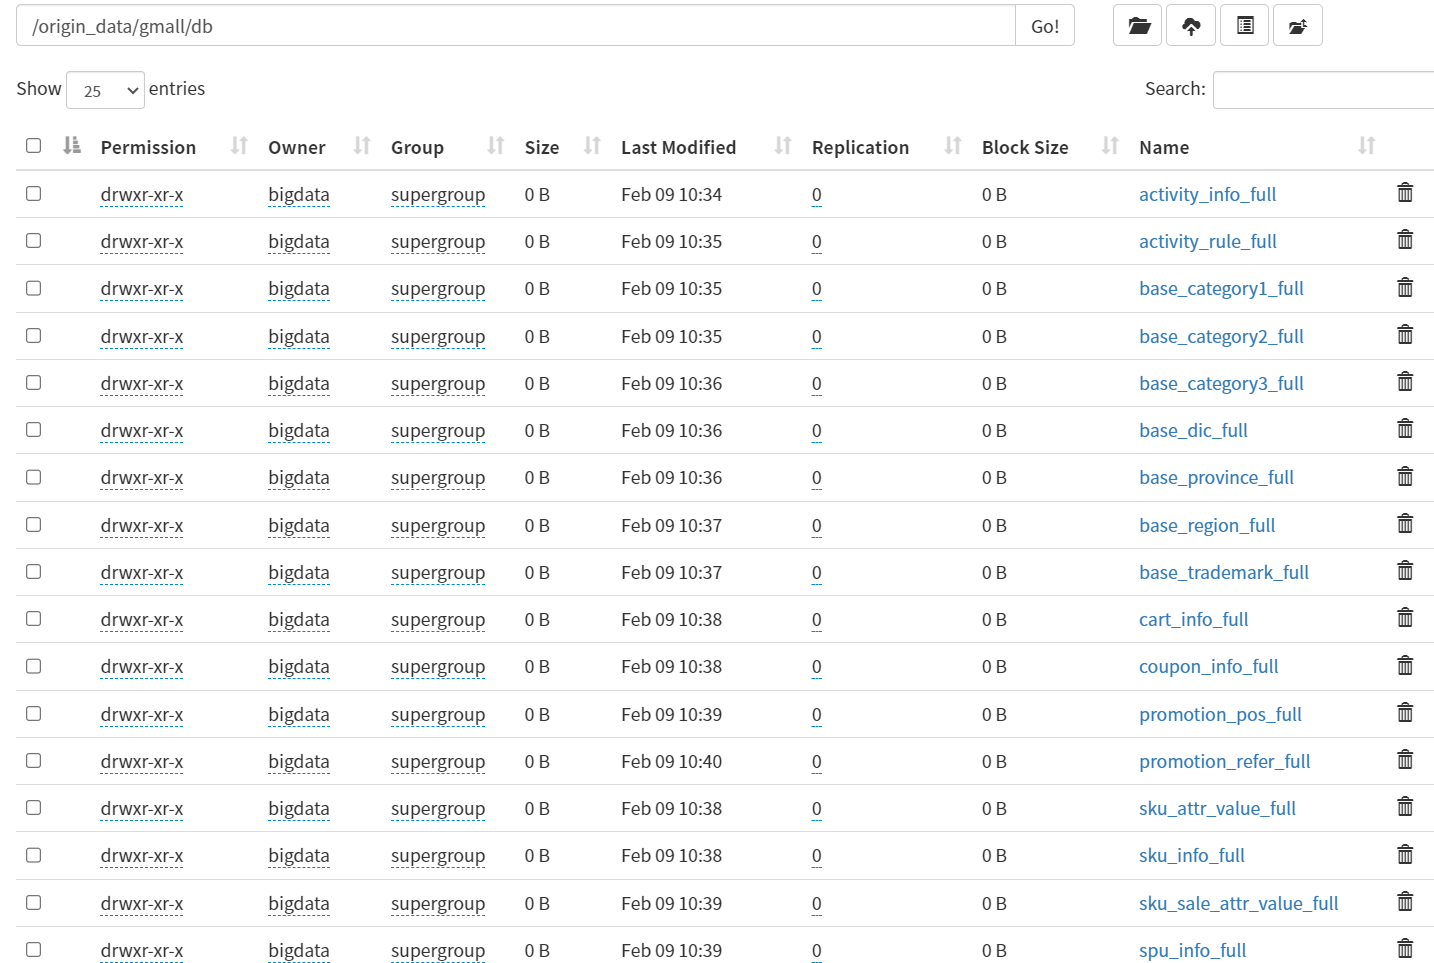 /origin_data/gmall/db Go!
Show 25 entries Search:
Permission Owner Group Size Last Modified Replication Block Size Name
drwxr-xr-x bigdata supergroup 0 B Feb 09 10:34 0 0 B activity_info_full
drwxr-xr-x bigdata supergroup 0 B Feb 09 10:35 0 0 B activity_rule_full
drwxr-xr-x bigdata supergroup 0 B Feb 09 10:35 0 0 B base_category1_full
drwxr-xr-x bigdata supergroup 0 B Feb 09 10:35 0 0 B base_category2_full
drwxr-xr-x bigdata supergroup 0 B Feb 09 10:36 0 0 B base_category3_full
drwxr-xr-x bigdata supergroup 0 B Feb 09 10:36 0 0 B base_dic_full
drwxr-xr-x bigdata supergroup 0 B Feb 09 10:36 0 0 B base_province_full
drwxr-xr-x bigdata supergroup 0 B Feb 09 10:37 0 0 B base_region_full
drwxr-xr-x bigdata supergroup 0 B Feb 09 10:37 0 0 B base_trademark_full
drwxr-xr-x bigdata supergroup 0 B Feb 09 10:38 0 0 B cart_info_full
drwxr-xr-x bigdata supergroup 0 B Feb 09 10:38 0 0 B coupon_info_full
drwxr-xr-x bigdata supergroup 0 B Feb 09 10:39 0 0 B promotion_pos_full
drwxr-xr-x bigdata supergroup 0 B Feb 09 10:40 0 0 B promotion_refer_full
drwxr-xr-x bigdata supergroup 0 B Feb 09 10:38 0 0 B sku_attr_value_full
drwxr-xr-x bigdata supergroup 0 B Feb 09 10:38 0 0 B sku_info_full
drwxr-xr-x bigdata supergroup 0 B Feb 09 10:39 0 0 B sku_sale_attr_value_full
drwxr-xr-x bigdata supergroup 0 B Feb 09 10:39 0 0 B spu_info_full